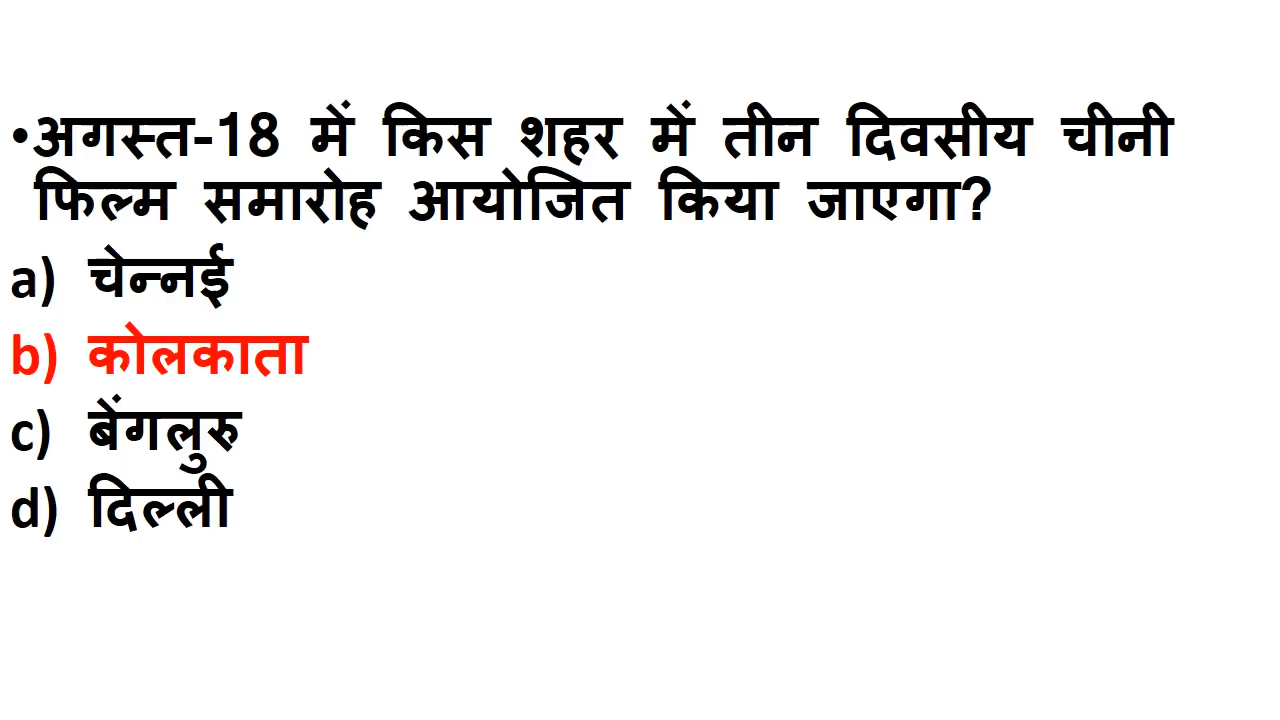 •अगस्त-18 में किस शहर में तीन दिवसीय चीनी
फिल्म समारोह आयोजित किया जाएगा?
a) चेन्नई
b) कोलकाता
c) बेंगलुरु
d) दिल्ली